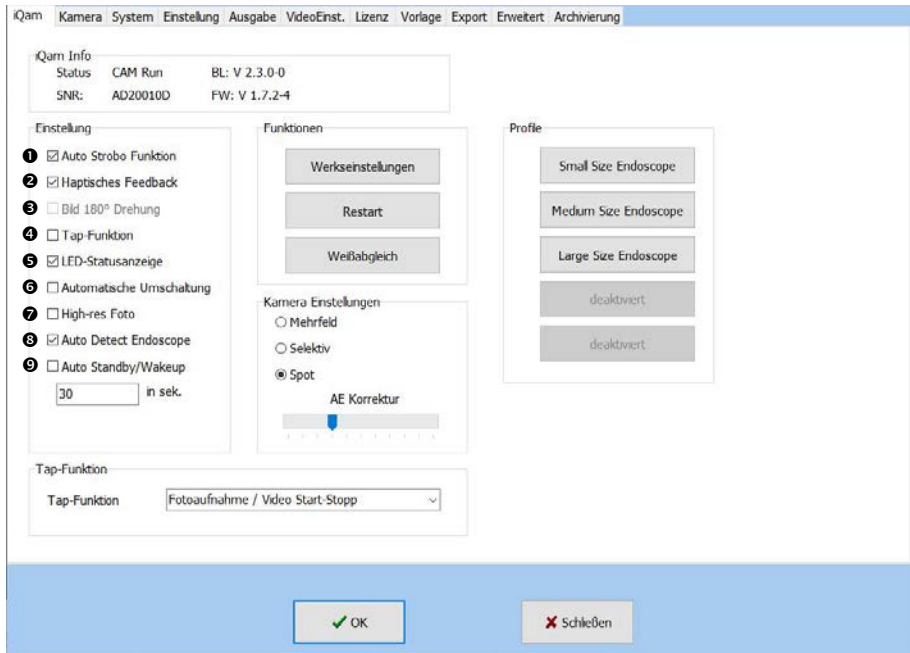 iQam Kamera System Einstellung Ausgabe VideoEinst. Lizenz Vorlage Export Erweitert Archivierung
iQam Info
Status CAM Run BL: V 2.3.0-0
SNR: AD20010D FW: V 1.7.2-4
Einstellung
❶ Auto Strobo Funktion
❷ Haptisches Feedback
❸ Bild 180° Drehung
❹ Tap-Funktion
❺ LED-Statusanzeige
❻ Automatische Umschaltung
❼ High-res Foto
❽ Auto Detect Endoscope
❾ Auto Standby/Wakeup
30 in sek.
Funktionen
Werkseinstellungen
Restart
Weißabgleich
Kamera Einstellungen
Mehrfeld
Selektiv
Spot
AE Korrektur
Profile
Small Size Endoscope
Medium Size Endoscope
Large Size Endoscope
deaktiviert
deaktiviert
Tap-Funktion
Tap-Funktion Fotoaufnahme / Video Start-Stopp
OK Schließen